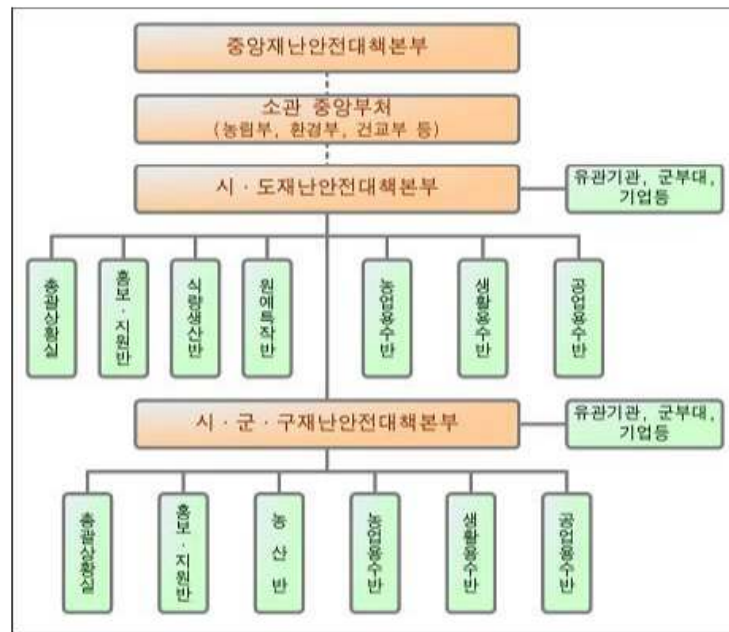 중앙재난안전대책본부
소관 중앙부처
(농림부, 환경부, 건교부 등)
시 · 도재난안전대책본부
유관기관, 군부대,
기업등
총괄상황실
홍보·지원반
식량생산반
원예특작반
농업용수반
생활용수반
공업용수반
시 · 군 · 구재난안전대책본부
유관기관, 군부대,
기업등
총괄상황실
홍보·지원반
농 산 반
농업용수반
생활용수반
공업용수반